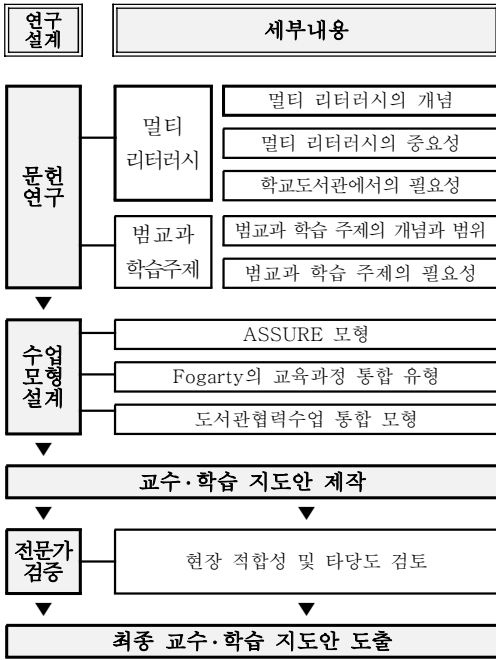 연구
설계
세부내용
문헌
연구
멀티
리터러시
멀티 리터러시의 개념
멀티 리터러시의 중요성
학교도서관에서의 필요성
범교과
학습주제
범교과 학습 주제의 개념과 범위
범교과 학습 주제의 필요성
▼
수업
모형
설계
ASSURE 모형
Fogarty의 교육과정 통합 유형
도서관협력수업 통합 모형
▼
교수·학습 지도안 제작
▼ ▼
전문가
검증
현장 적합성 및 타당도 검토
▼ ▼
최종 교수·학습 지도안 도출